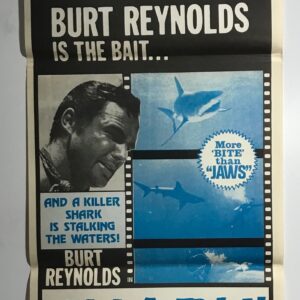 BURT REYNOLDS
IS THE BAIT...
More
'BITE'
than
"JAWS"
AND A KILLER
SHARK
IS STALKING
THE WATERS!
BURT
REYNOLDS